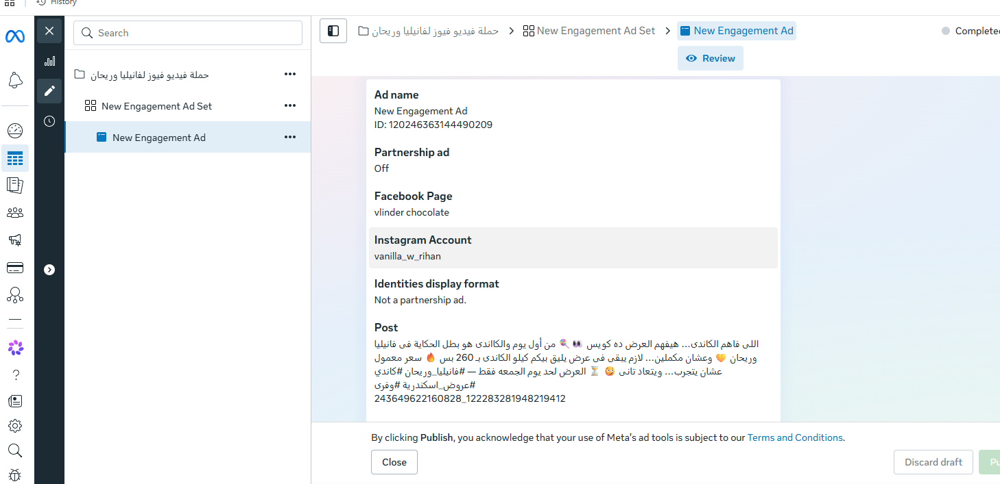 History
Search
حملة فيديو فيوز لفانيليا وريحان
New Engagement Ad Set
New Engagement Ad
Completed
Review
حملة فيديو فيوز لفانيليا وريحان
New Engagement Ad Set
New Engagement Ad
Ad name
New Engagement Ad
ID: 120246363144490209
Partnership ad
Off
Facebook Page
vlinder chocolate
Instagram Account
vanilla_w_rihan
Identities display format
Not a partnership ad.
Post
اللى فاهم الكاندى... هيفهم العرض ده كويس 👀 🍭 من أول يوم والكااندى هو بطل الحكاية فى فانيليا
وريحان 💛 وعشان مكملين... لازم يبقى فى عرض يليق بيكم كيلو الكاندى بـ 260 بس 🔥 سعر معمول
عشان يتجرب... ويتعاد تانى 🤪 ⏳ العرض لحد يوم الجمعه فقط — #فانيليا_وريحان #كاندي
#عروض_اسكندرية #وفرى
243649622160828_122283281948219412
By clicking Publish, you acknowledge that your use of Meta’s ad tools is subject to our Terms and Conditions.
Close
Discard draft
Pu